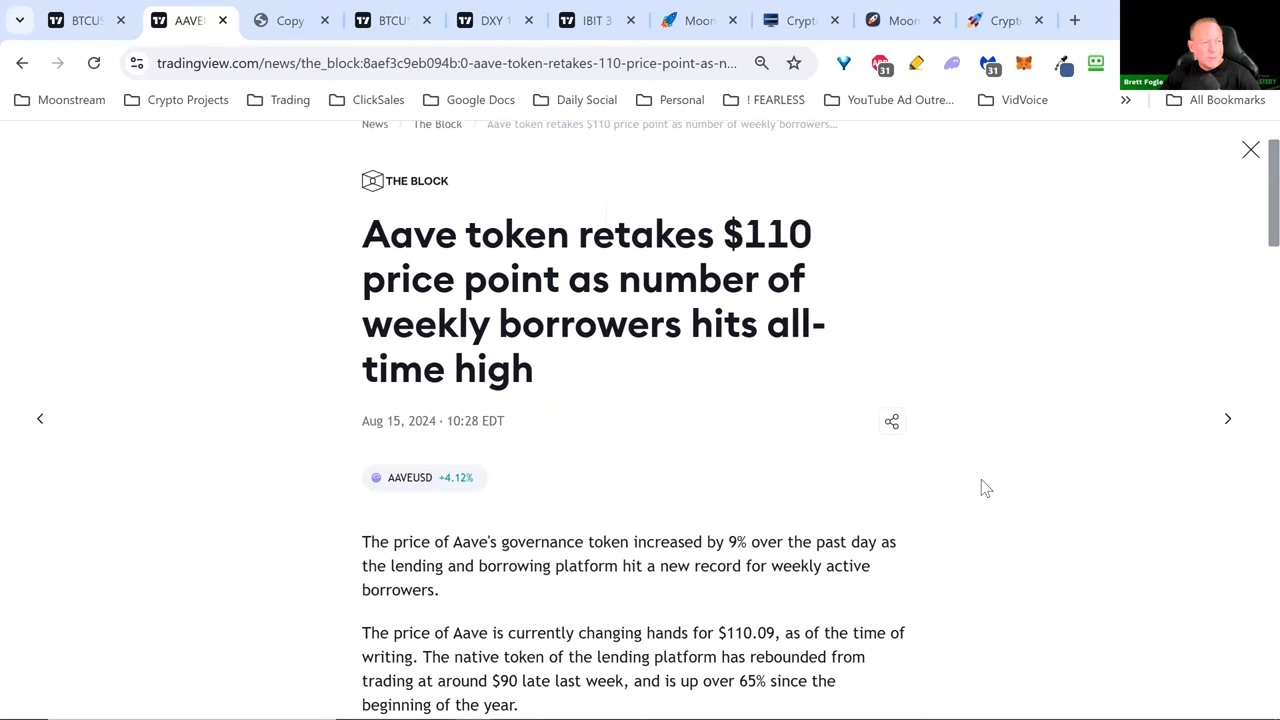 BTCUS
AAVE
Copy
BTCUS
DXY
IBIT 3
Moon
Crypt
Moon
Crypt
tradingview.com/news/the_block:8aef3c9eb094b:0-aave-token-retakes-110-price-point-as-n...
31
31
Brett Fogle
Moonstream
Crypto Projects
Trading
ClickSales
Google Docs
Daily Social
Personal
! FEARLESS
YouTube Ad Outre...
VidVoice
All Bookmarks
News / The Block / Aave token retakes $110 price point as number of weekly borrowers...
THE BLOCK
Aave token retakes $110
price point as number of
weekly borrowers hits all-
time high
Aug 15, 2024 · 10:28 EDT
AAVEUSD +4.12%
The price of Aave's governance token increased by 9% over the past day as
the lending and borrowing platform hit a new record for weekly active
borrowers.
The price of Aave is currently changing hands for $110.09, as of the time of
writing. The native token of the lending platform has rebounded from
trading at around $90 late last week, and is up over 65% since the
beginning of the year.